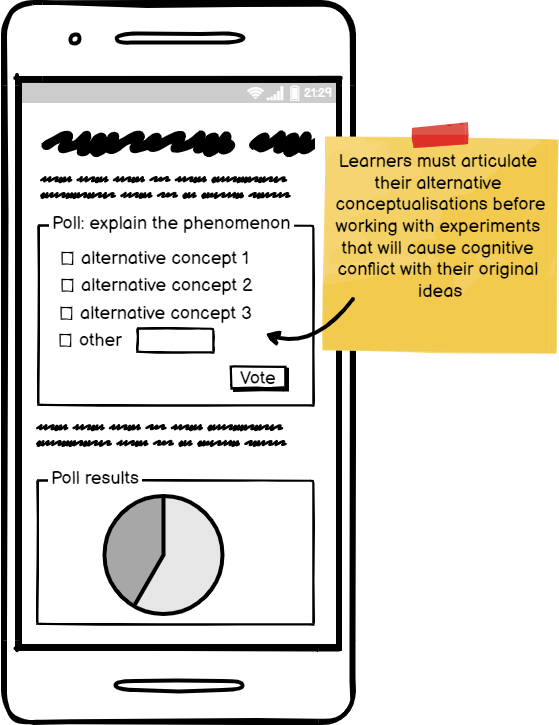 21:29
Poll: explain the phenomenon
alternative concept 1
alternative concept 2
alternative concept 3
other
Vote
Poll results
Learners must articulate
their alternative
conceptualisations before
working with experiments
that will cause cognitive
conflict with their original
ideas